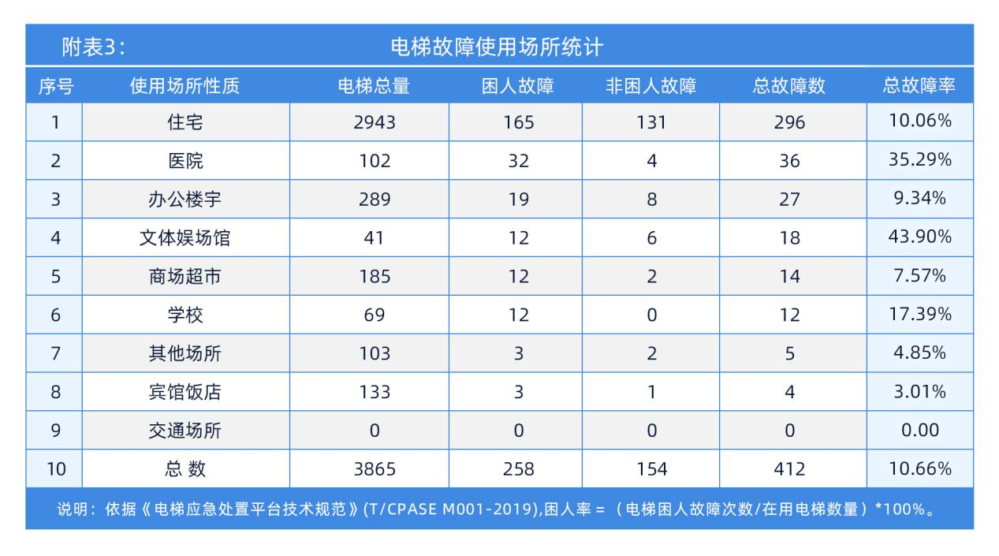 附表3： 电梯故障使用场所统计
序号 使用场所性质 电梯总量 困人故障 非困人故障 总故障数 总故障率
1 住宅 2943 165 131 296 10.06%
2 医院 102 32 4 36 35.29%
3 办公楼宇 289 19 8 27 9.34%
4 文体娱场馆 41 12 6 18 43.90%
5 商场超市 185 12 2 14 7.57%
6 学校 69 12 0 12 17.39%
7 其他场所 103 3 2 5 4.85%
8 宾馆饭店 133 3 1 4 3.01%
9 交通场所 0 0 0 0 0.00
10 总 数 3865 258 154 412 10.66%
说明：依据《电梯应急处置平台技术规范》(T/CPASE M001-2019),困人率＝（电梯困人故障次数/在用电梯数量）*100%。